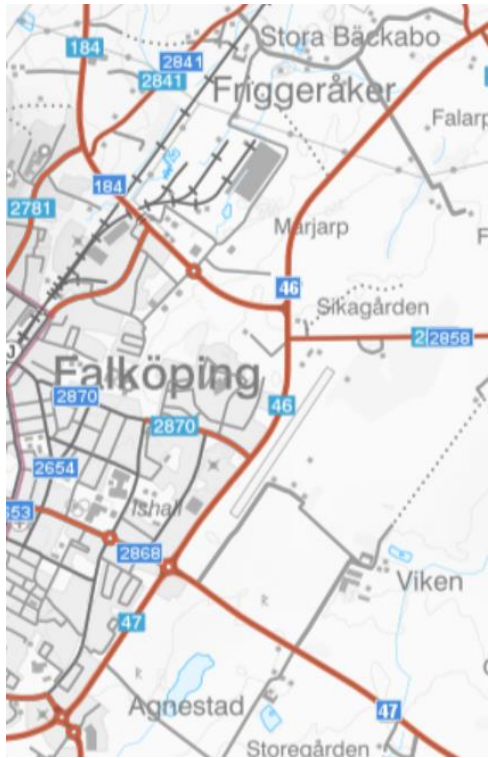 184
Stora Bäckabo
2841
2841
Friggeråker
Falarp
184
2781
Marjarp
46
Sikagården
2858
Falköping
2870
46
2870
2654
Ishall
653
2868
Viken
47
Agnestad
47
Storegården